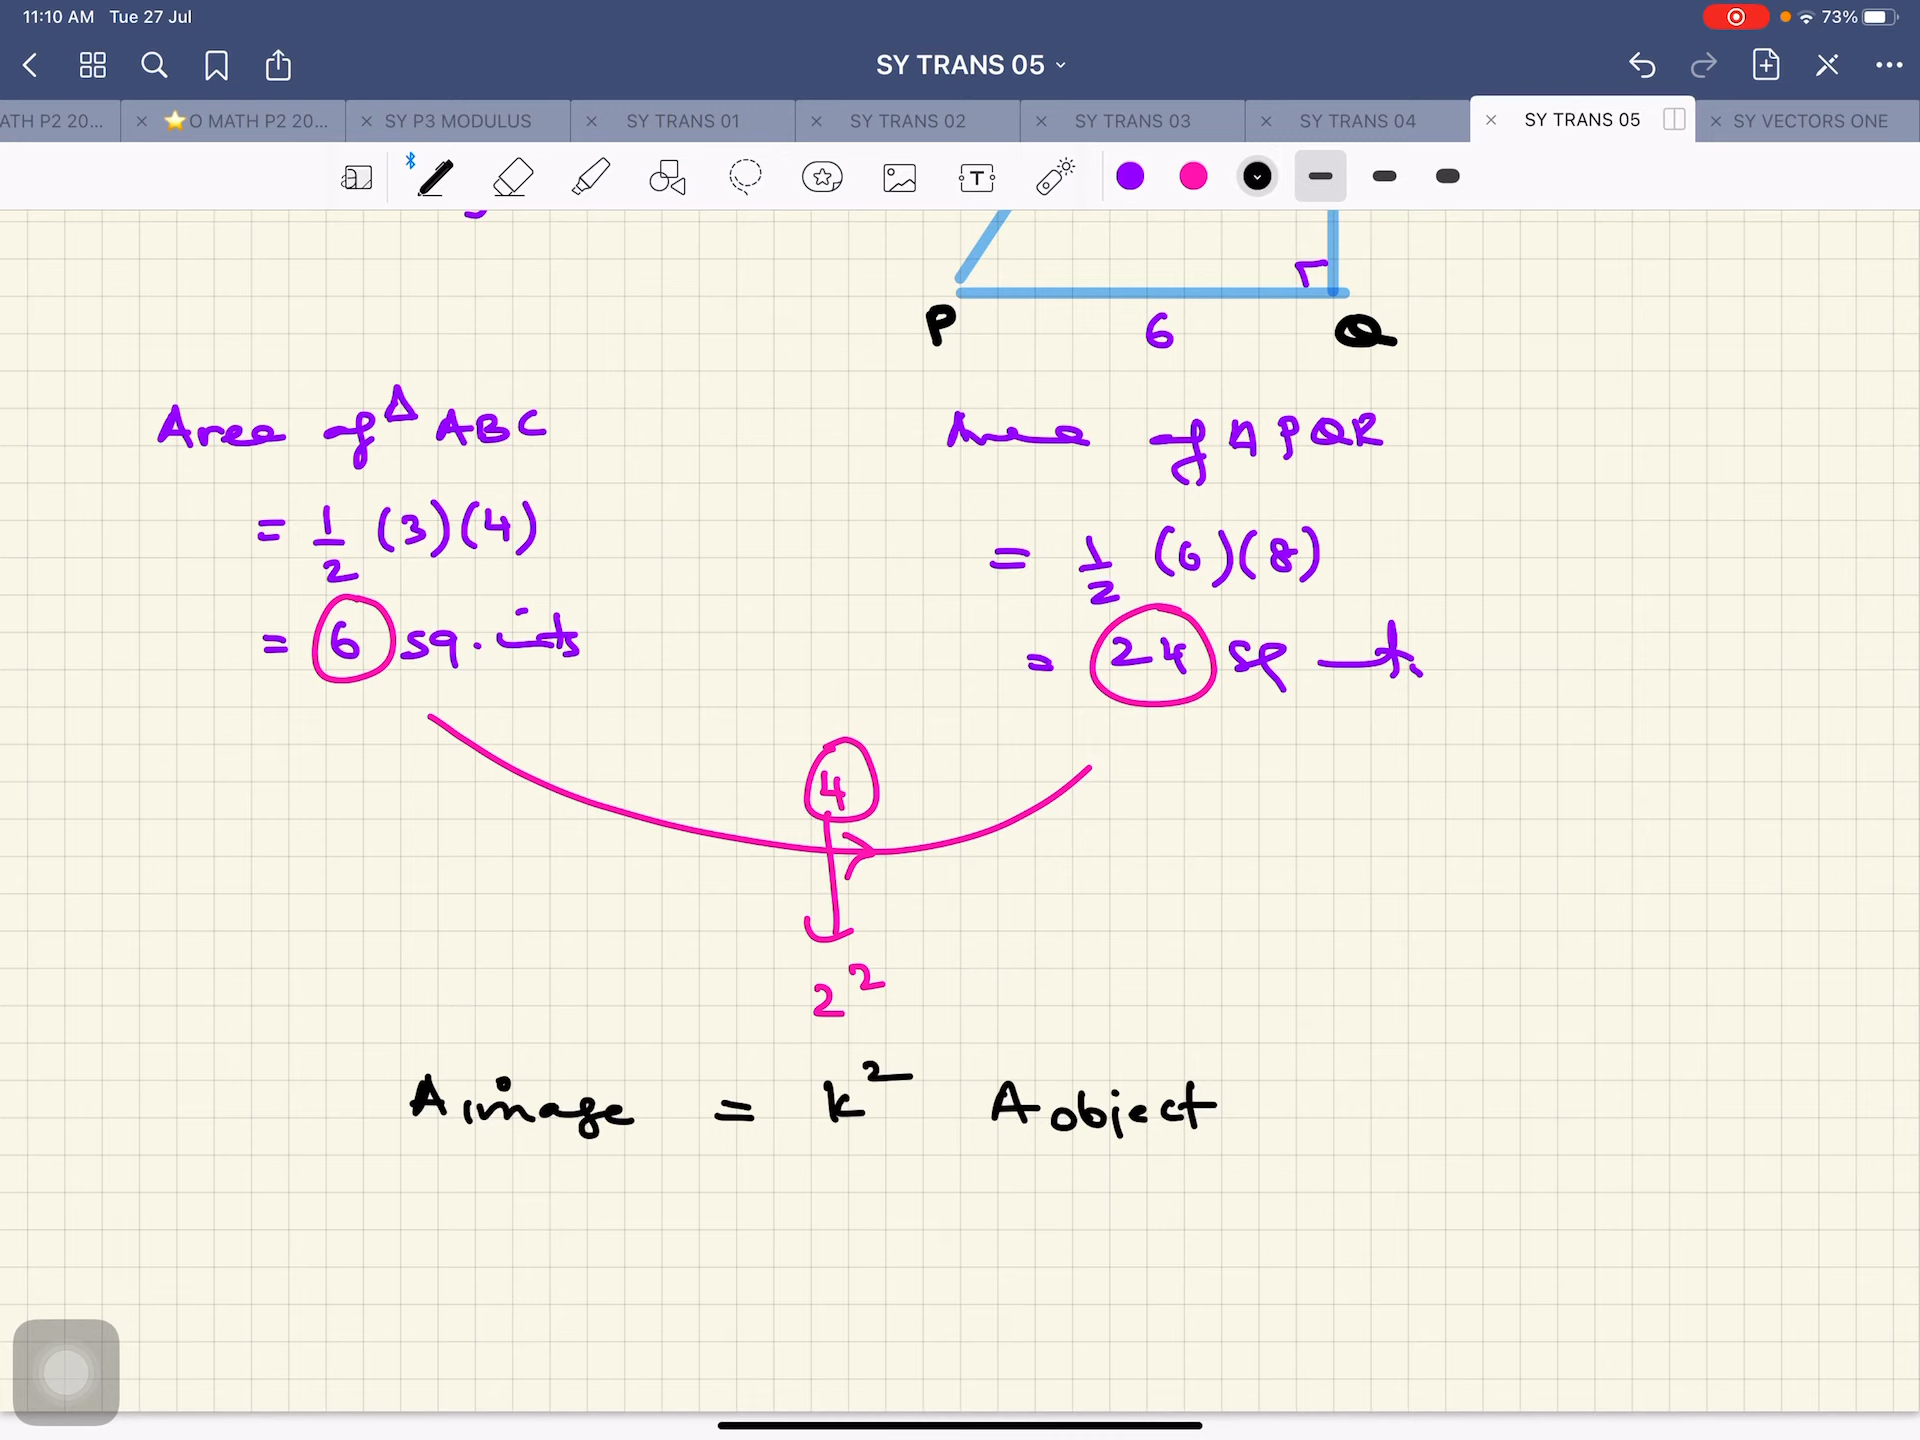 11:10 AM Tue 27 Jul 73%
SY TRANS 05
ATH P2 20... ⭐O MATH P2 20... SY P3 MODULUS SY TRANS 01 SY TRANS 02 SY TRANS 03 SY TRANS 04 SY TRANS 05 SY VECTORS ONE
P 6 Q
Area of Δ ABC
= 1/2 (3)(4)
= 6 sq. units
Area of Δ PQR
= 1/2 (6)(8)
= 24 sq units
4
2²
A image = k² A object